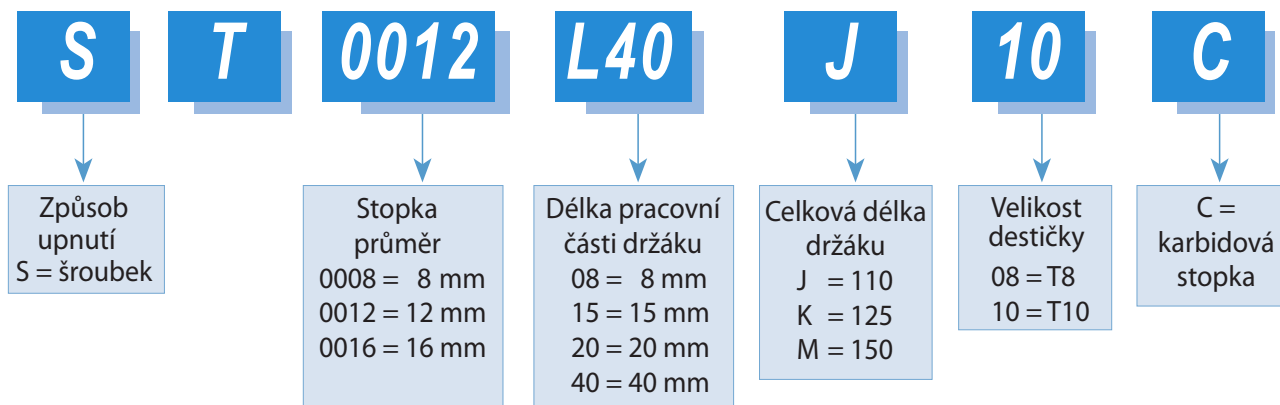 S T 0012 L40 J 10 C
Způsob
upnutí
S = šroubek
Stopka
průměr
0008 = 8 mm
0012 = 12 mm
0016 = 16 mm
Délka pracovní
části držáku
08 = 8 mm
15 = 15 mm
20 = 20 mm
40 = 40 mm
Celková délka
držáku
J = 110
K = 125
M = 150
Velikost
destičky
08 = T8
10 = T10
C =
karbidová
stopka